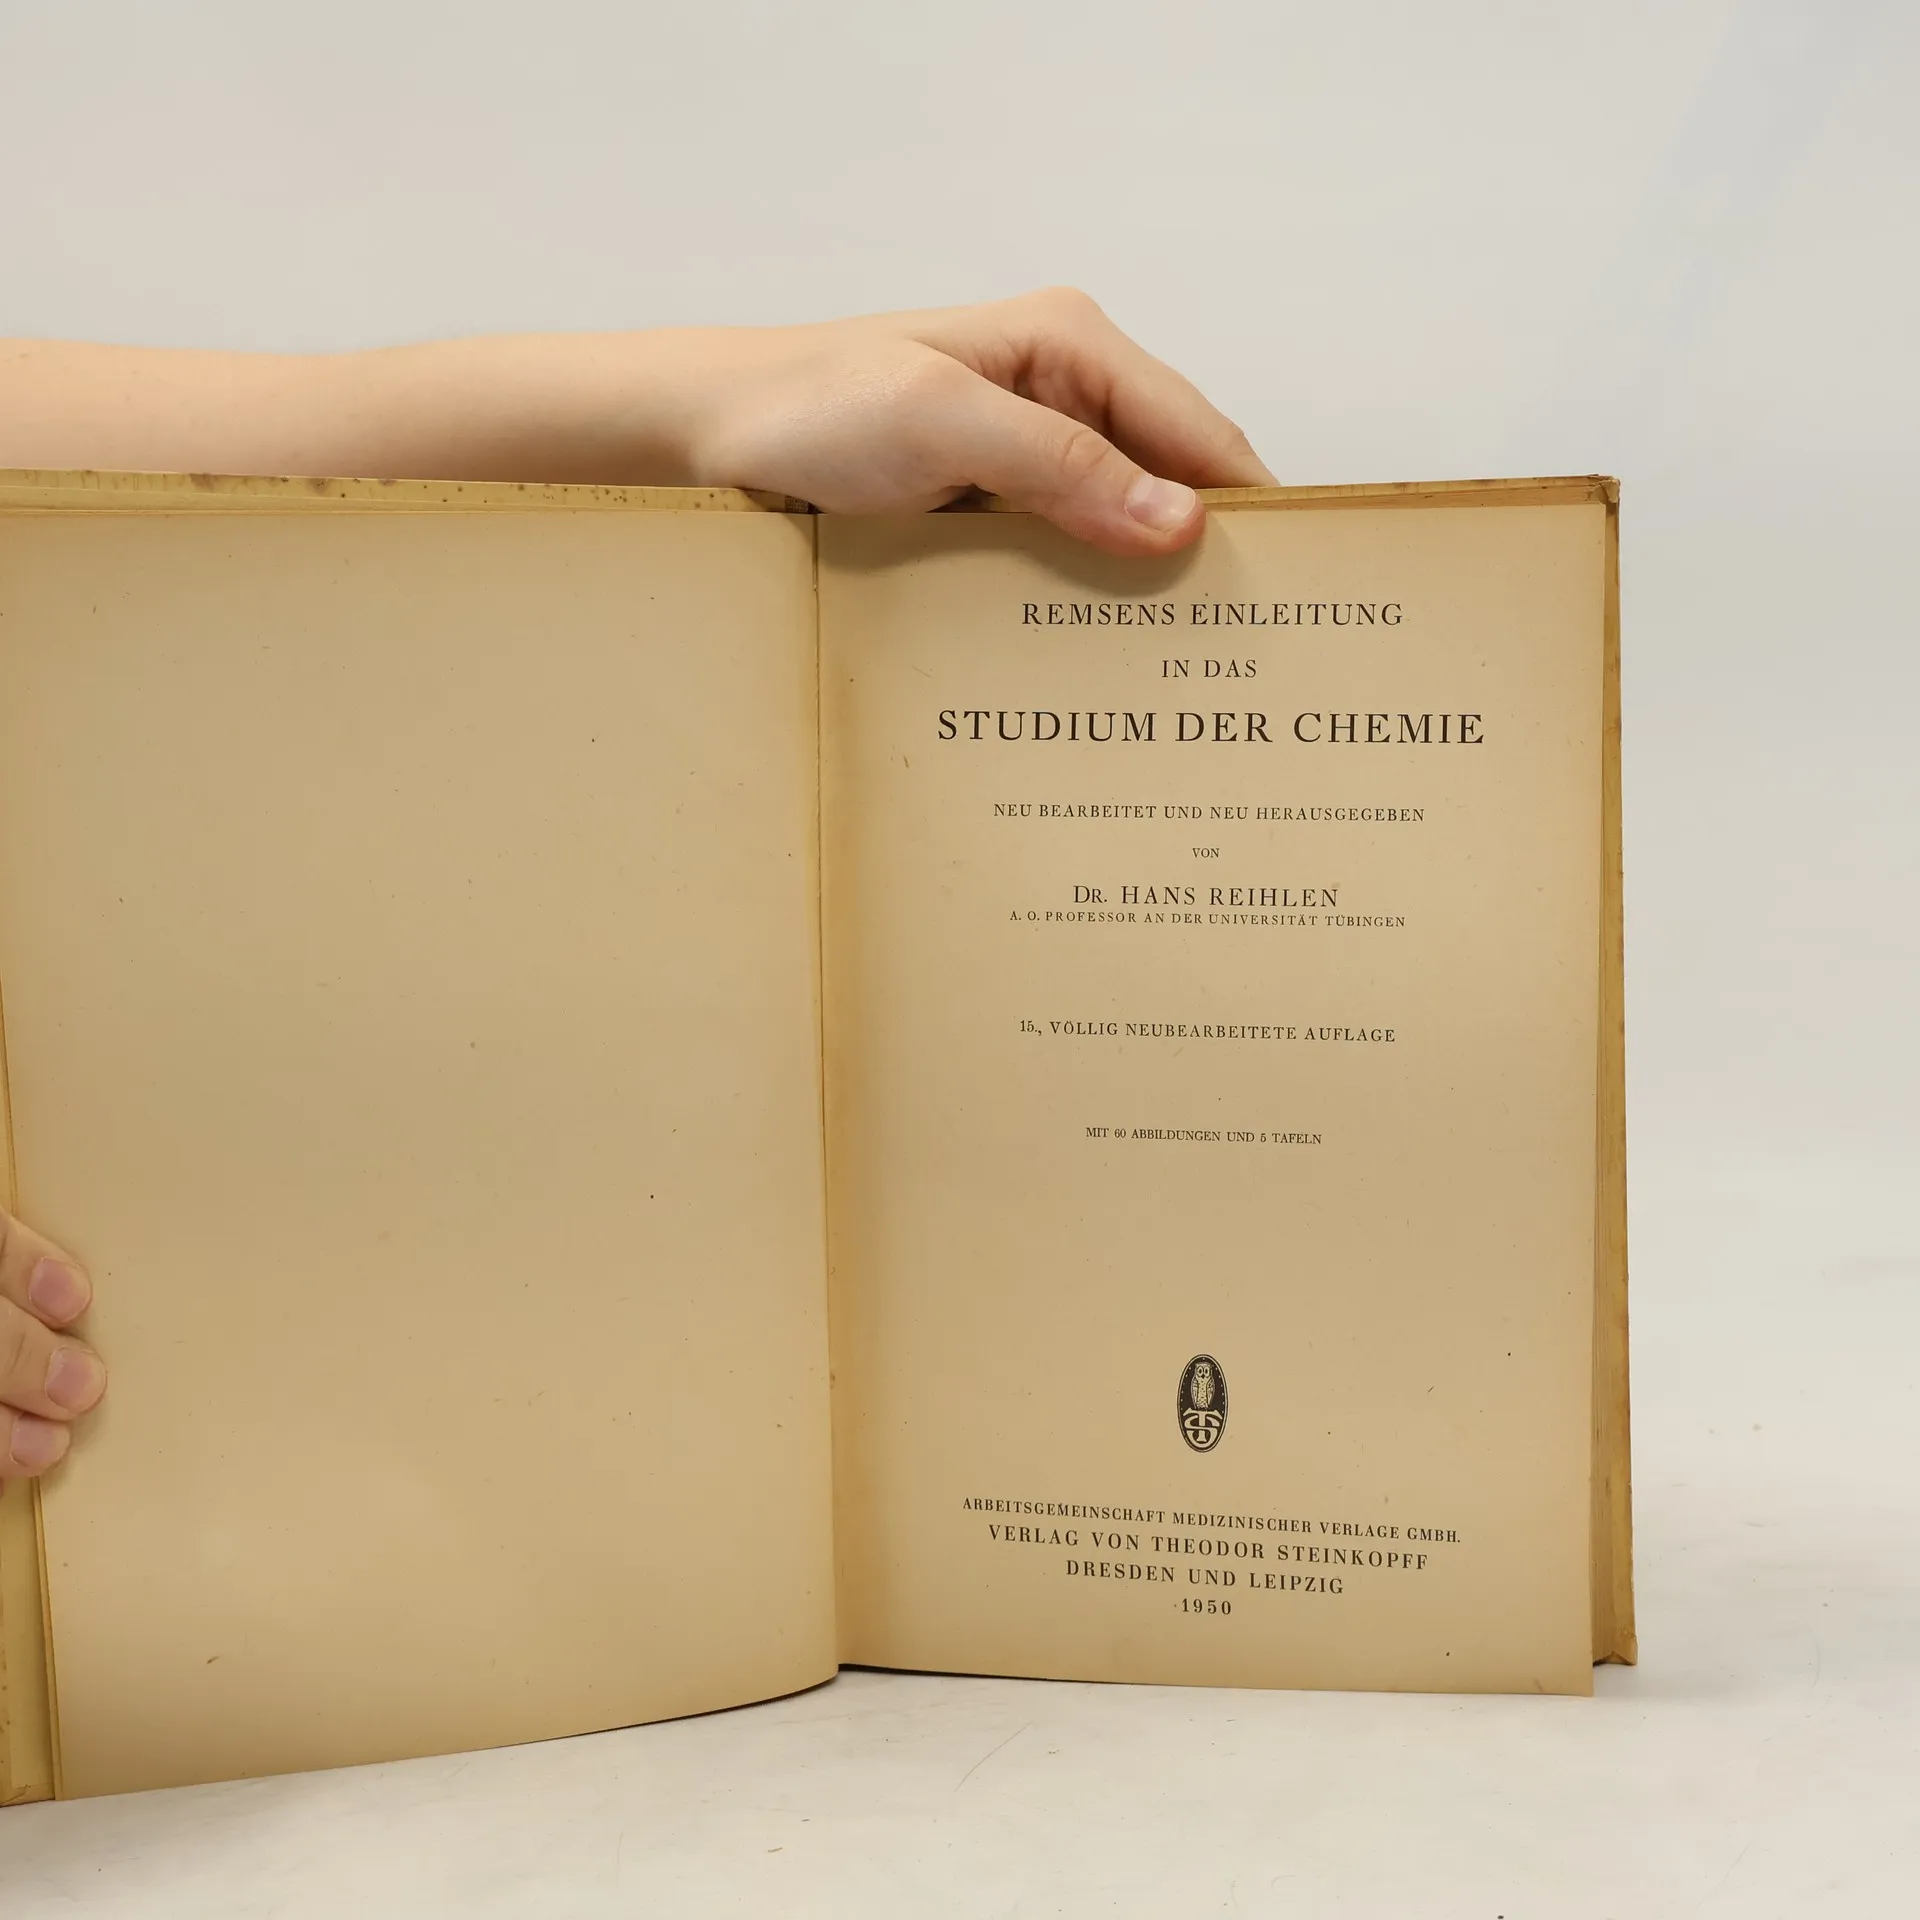 REMSENS EINLEITUNG
IN DAS
STUDIUM DER CHEMIE
NEU BEARBEITET UND NEU HERAUSGEGEBEN
VON
DR. HANS REIHLEN
A. O. PROFESSOR AN DER UNIVERSITÄT TÜBINGEN
15., VÖLLIG NEUBEARBEITETE AUFLAGE
MIT 60 ABBILDUNGEN UND 5 TAFELN
TS
ARBEITSGEMEINSCHAFT MEDIZINISCHER VERLAGE GMBH.
VERLAG VON THEODOR STEINKOPFF
DRESDEN UND LEIPZIG
1950